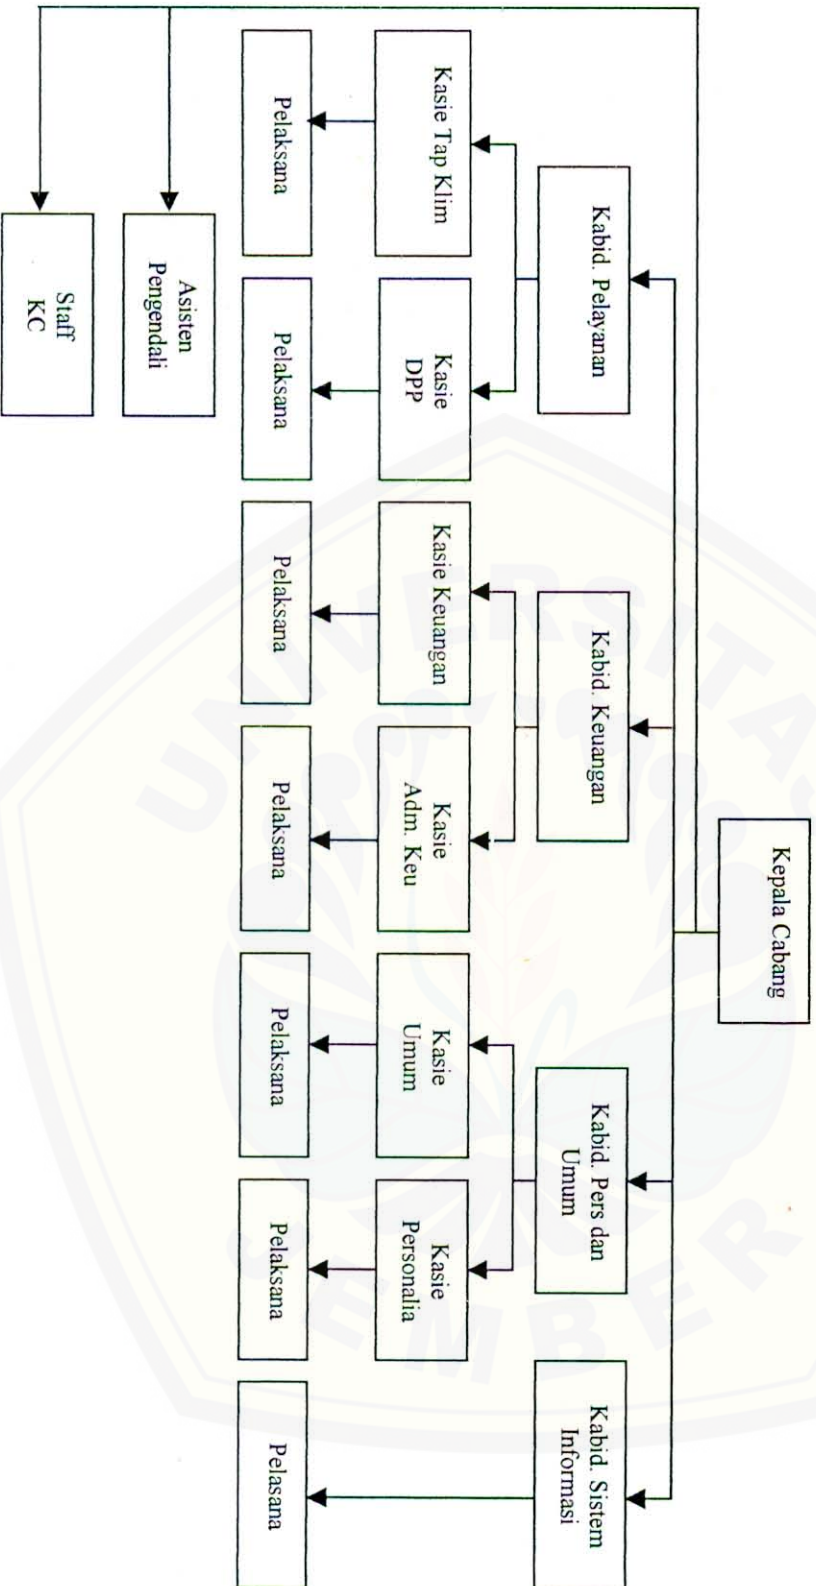 Kepala Cabang
Kabid. Pelayanan
Kabid. Keuangan
Kabid. Pers dan
Umum
Kabid. Sistem
Informasi
Kasie Tap Klim
Kasie
DPP
Kasie Keuangan
Kasie
Adm. Keu
Kasie
Umum
Kasie
Personalia
Pelaksana
Pelaksana
Pelaksana
Pelaksana
Pelaksana
Pelaksana
Pelasana
Asisten
Pengendali
Staff
KC
UNIVERSITAS
JEMBER